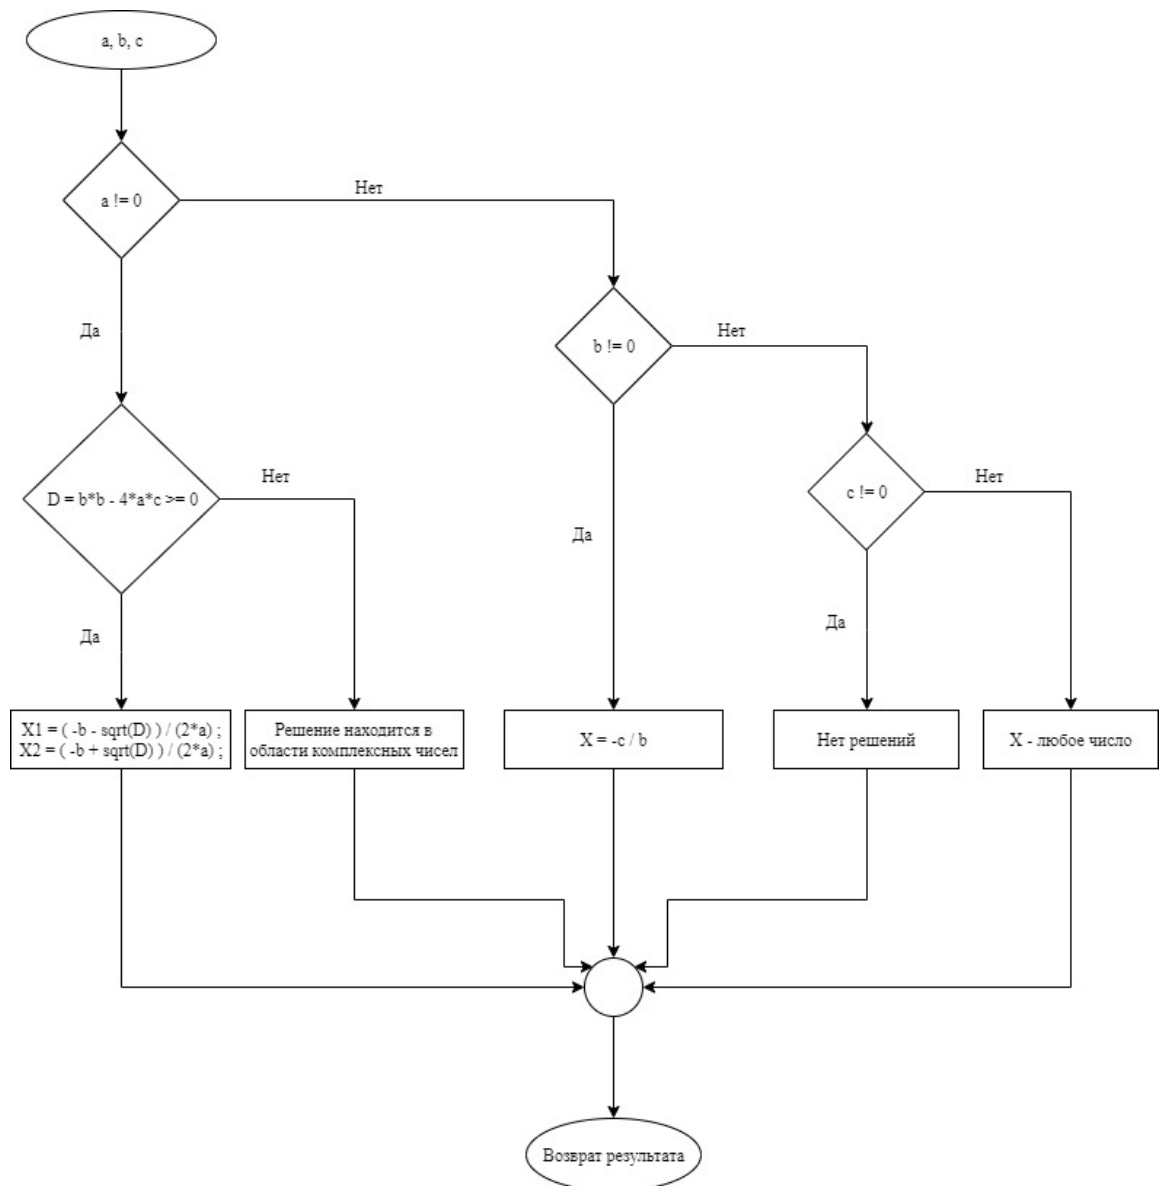 a, b, c
a != 0
Нет
Да
b != 0
Нет
D = b*b - 4*a*c >= 0
Нет
c != 0
Нет
Да
Да
Да
X1 = ( -b - sqrt(D) ) / (2*a) ;
X2 = ( -b + sqrt(D) ) / (2*a) ;
Решение находится в
области комплексных чисел
X = -c / b
Нет решений
X - любое число
Возврат результата